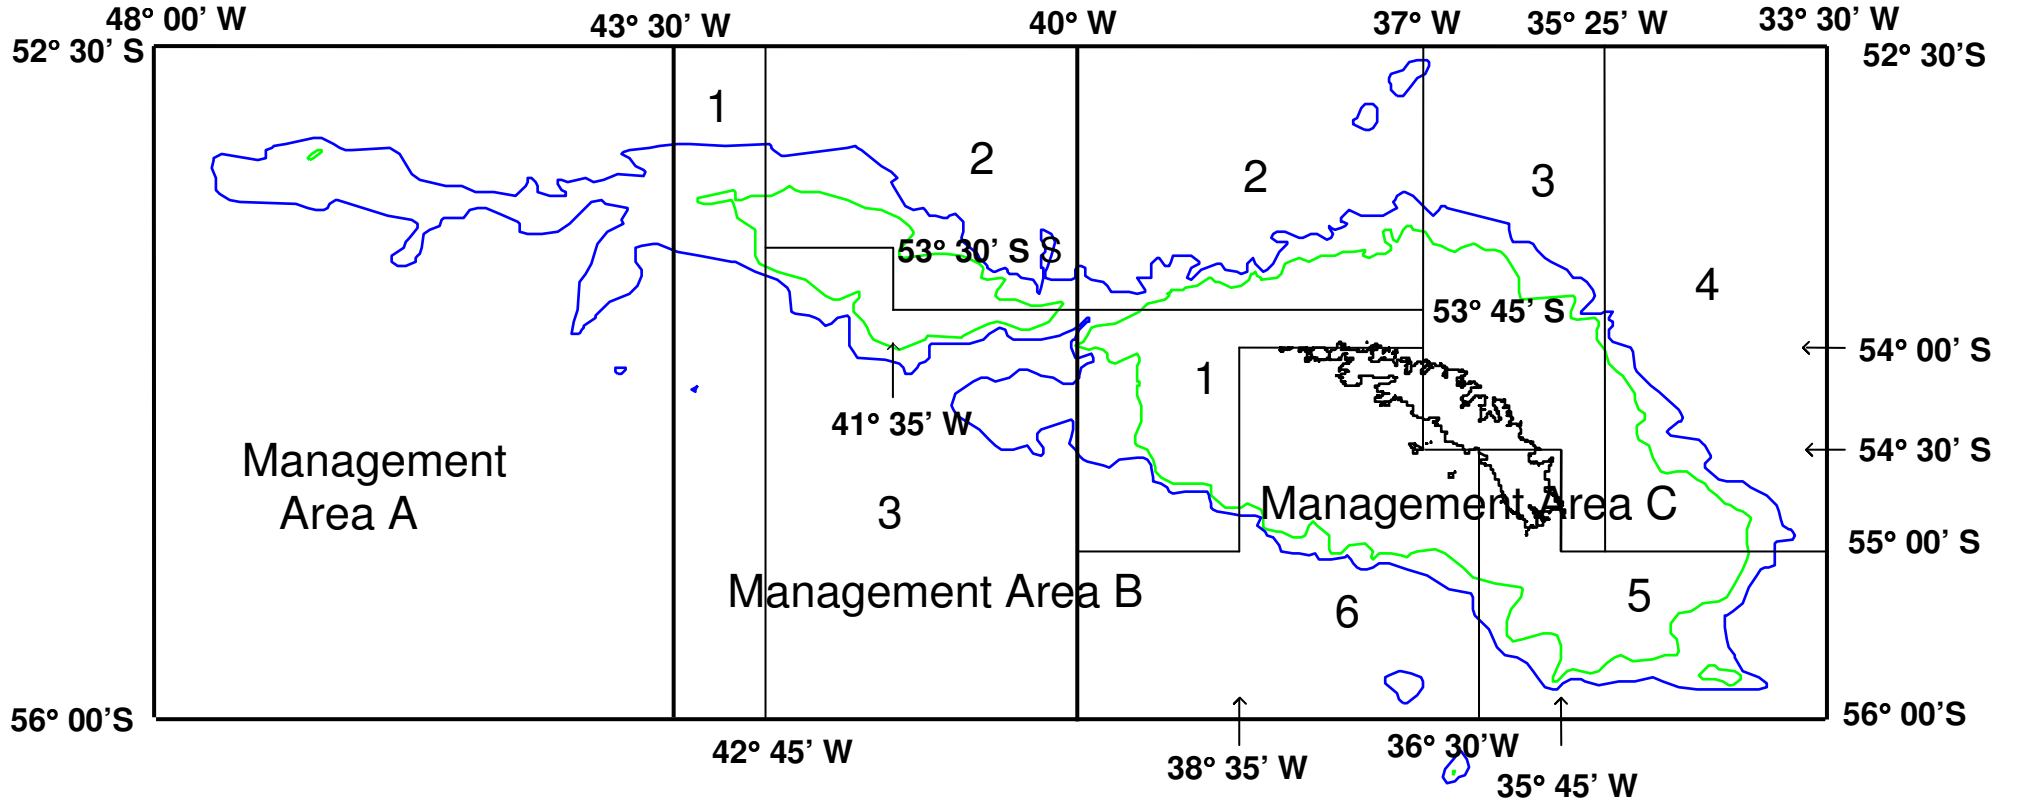 48° 00’ W
43° 30’ W
40° W
37° W
35° 25’ W
33° 30’ W
52° 30’ S
52° 30’S
1
2
2
3
53° 30’ S S
4
53° 45’ S
54° 00’ S
1
41° 35’ W
54° 30’ S
Management
Area A
3
Management Area C
55° 00’ S
Management Area B
6
5
56° 00’S
56° 00’S
42° 45’ W
36° 30’W
38° 35’ W
35° 45’ W